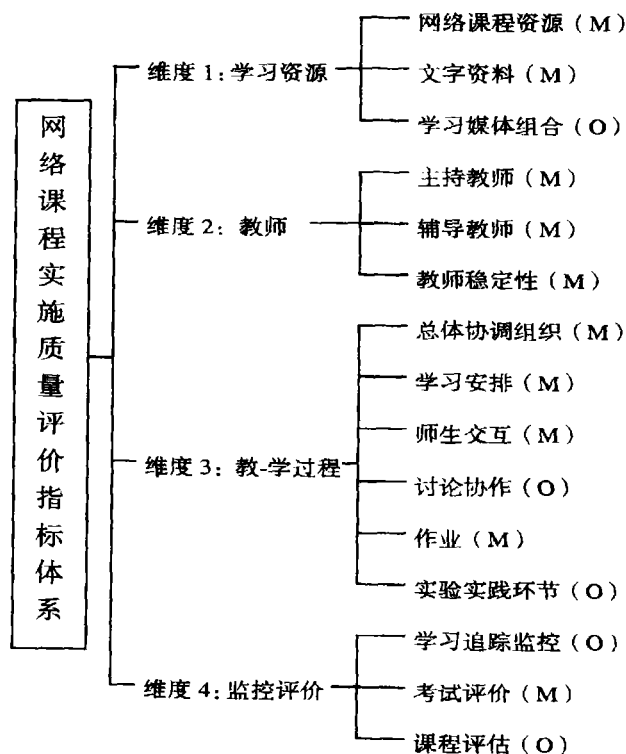 网络课程实施质量评价指标体系
维度 1: 学习资源
网络课程资源 ( M )
文字资料 ( M )
学习媒体组合 ( O )
维度 2: 教师
主持教师 ( M )
辅导教师 ( M )
教师稳定性 ( M )
维度 3: 教-学过程
总体协调组织 ( M )
学习安排 ( M )
师生交互 ( M )
讨论协作 ( O )
作业 ( M )
实验实践环节 ( O )
维度 4: 监控评价
学习追踪监控 ( O )
考试评价 ( M )
课程评估 ( O )